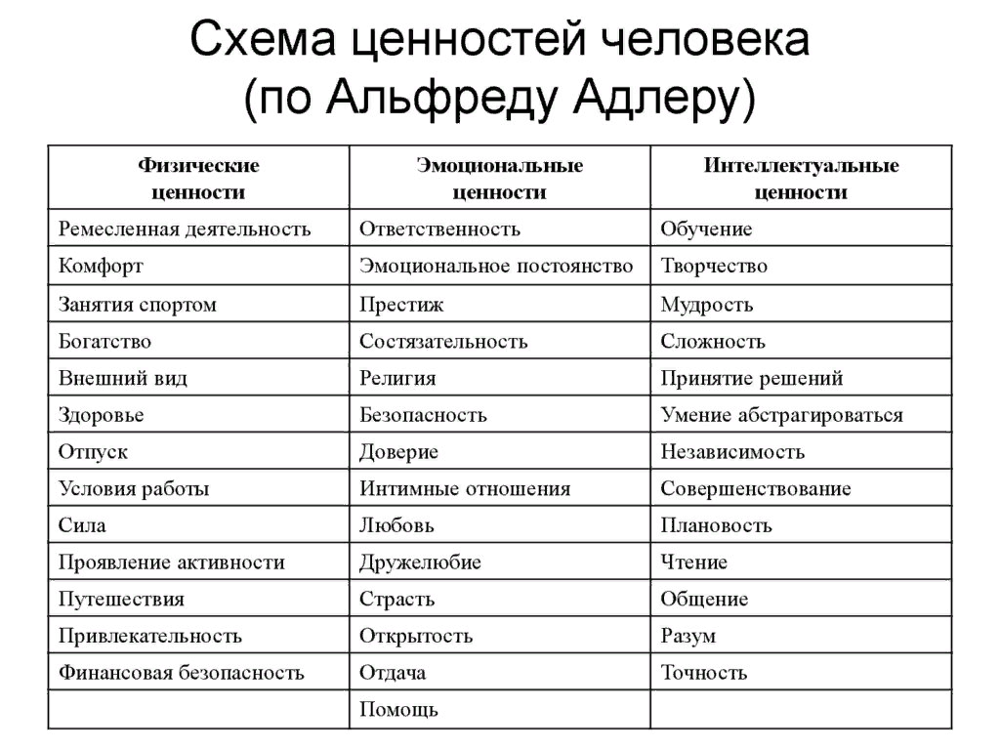 Схема ценностей человека
(по Альфреду Адлеру)
Физические ценности | Эмоциональные ценности | Интеллектуальные ценности
Ремесленная деятельность | Ответственность | Обучение
Комфорт | Эмоциональное постоянство | Творчество
Занятия спортом | Престиж | Мудрость
Богатство | Состязательность | Сложность
Внешний вид | Религия | Принятие решений
Здоровье | Безопасность | Умение абстрагироваться
Отпуск | Доверие | Независимость
Условия работы | Интимные отношения | Совершенствование
Сила | Любовь | Плановость
Проявление активности | Дружелюбие | Чтение
Путешествия | Страсть | Общение
Привлекательность | Открытость | Разум
Финансовая безопасность | Отдача | Точность
Помощь